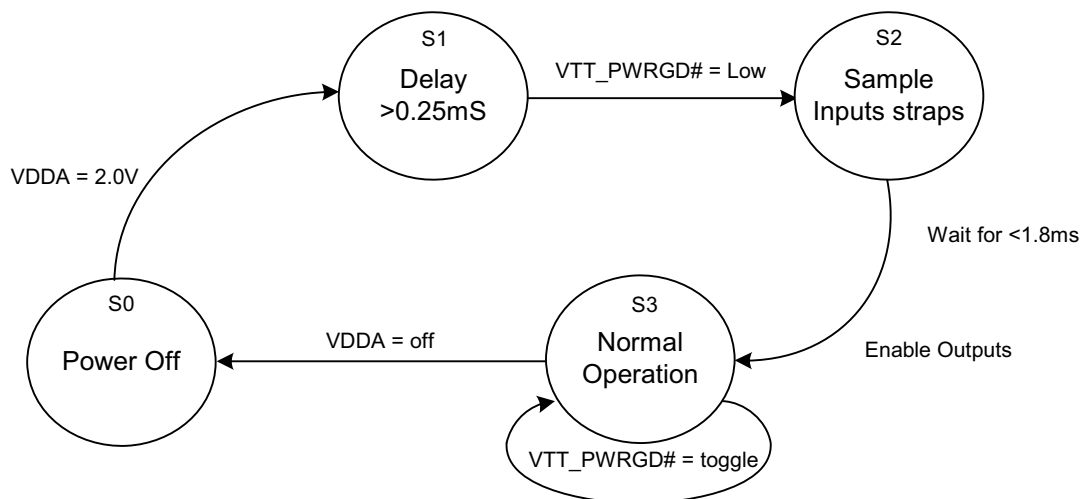 S1
Delay
>0.25mS
VTT_PWRGD# = Low
S2
Sample
Inputs straps
VDDA = 2.0V
Wait for <1.8ms
S0
Power Off
VDDA = off
S3
Normal
Operation
Enable Outputs
VTT_PWRGD# = toggle